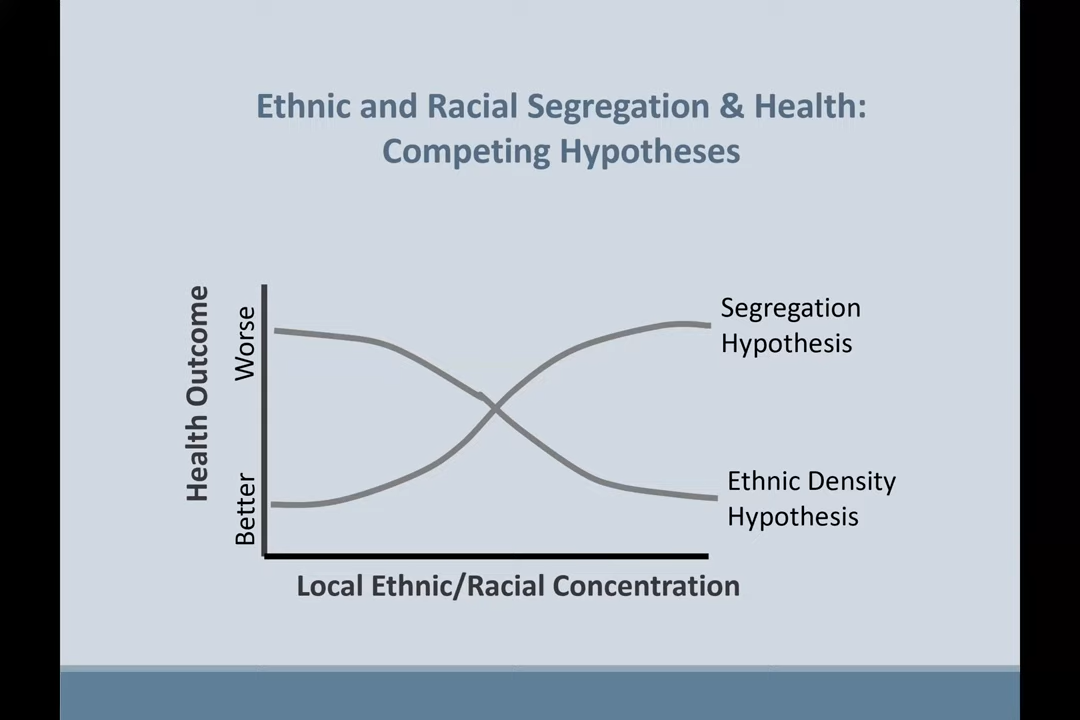 Ethnic and Racial Segregation & Health:
Competing Hypotheses
Health Outcome
Worse
Better
Segregation
Hypothesis
Ethnic Density
Hypothesis
Local Ethnic/Racial Concentration